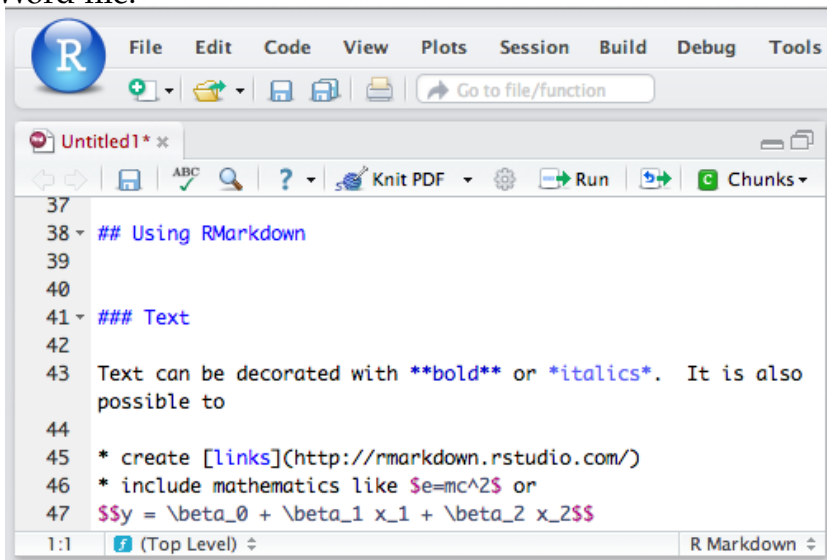 Word file.
R
File Edit Code View Plots Session Build Debug Tools
Go to file/function
Untitled1*
ABC ? Knit PDF Run C Chunks
37
38 ## Using RMarkdown
39
40
41 ### Text
42
43 Text can be decorated with **bold** or *italics*. It is also
possible to
44
45 * create [links](http://rmarkdown.rstudio.com/)
46 * include mathematics like $e=mc^2$ or
47 $$y = \beta_0 + \beta_1 x_1 + \beta_2 x_2$$
1:1 (Top Level) R Markdown